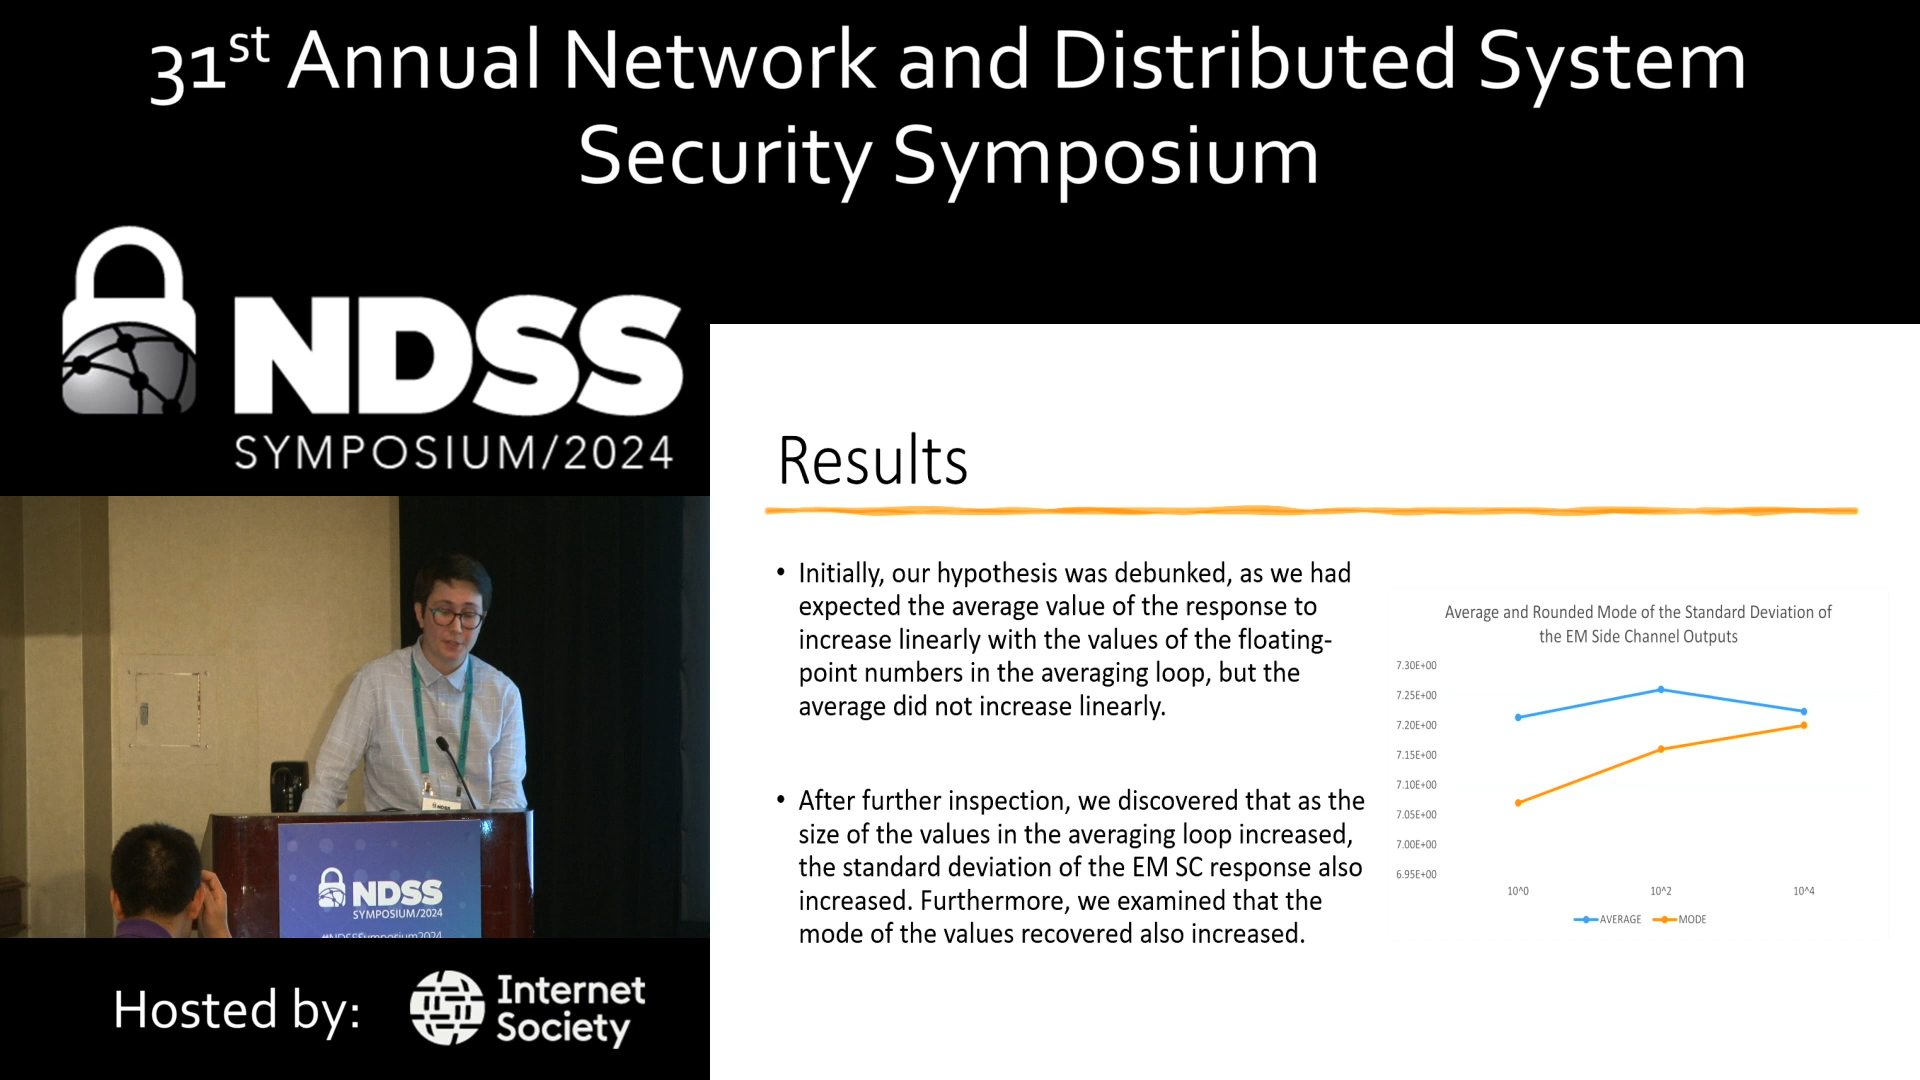 31st Annual Network and Distributed System
Security Symposium
NDSS
SYMPOSIUM/2024
Results
• Initially, our hypothesis was debunked, as we had
expected the average value of the response to
increase linearly with the values of the floating-
point numbers in the averaging loop, but the
average did not increase linearly.
• After further inspection, we discovered that as the
size of the values in the averaging loop increased,
the standard deviation of the EM SC response also
increased. Furthermore, we examined that the
mode of the values recovered also increased.
Average and Rounded Mode of the Standard Deviation of
the EM Side Channel Outputs
7.30E+00
7.25E+00
7.20E+00
7.15E+00
7.10E+00
7.05E+00
7.00E+00
6.95E+00
10^0 10^2 10^4
AVERAGE MODE
NDSS
NDSS
SYMPOSIUM/2024
#NDSSSymposium2024
Hosted by:
Internet
Society